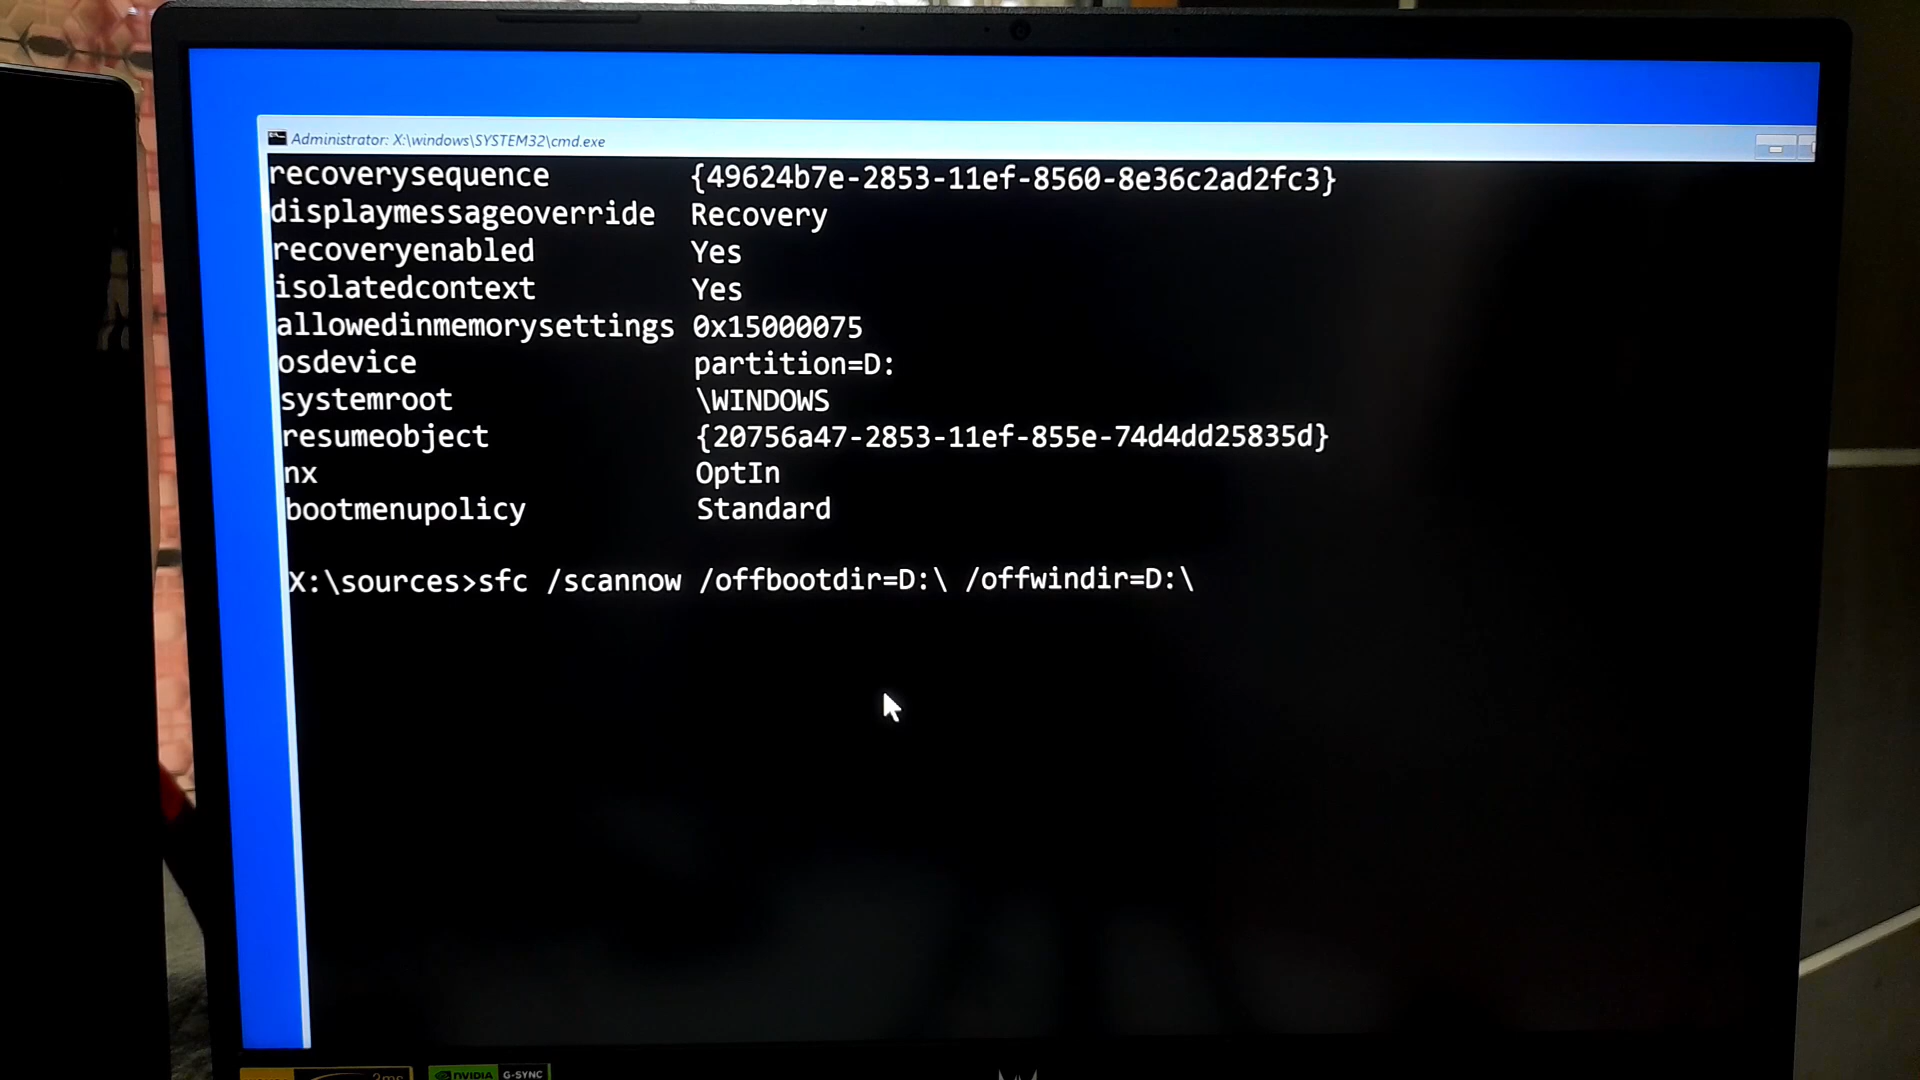 Administrator: X:\windows\SYSTEM32\cmd.exe
recoverysequence {49624b7e-2853-11ef-8560-8e36c2ad2fc3}
displaymessageoverride Recovery
recoveryenabled Yes
isolatedcontext Yes
allowedinmemorysettings 0x15000075
osdevice partition=D:
systemroot \WINDOWS
resumeobject {20756a47-2853-11ef-855e-74d4dd25835d}
nx OptIn
bootmenupolicy Standard
X:\sources>sfc /scannow /offbootdir=D:\ /offwindir=D:\
3ms
NVIDIA G-SYNC